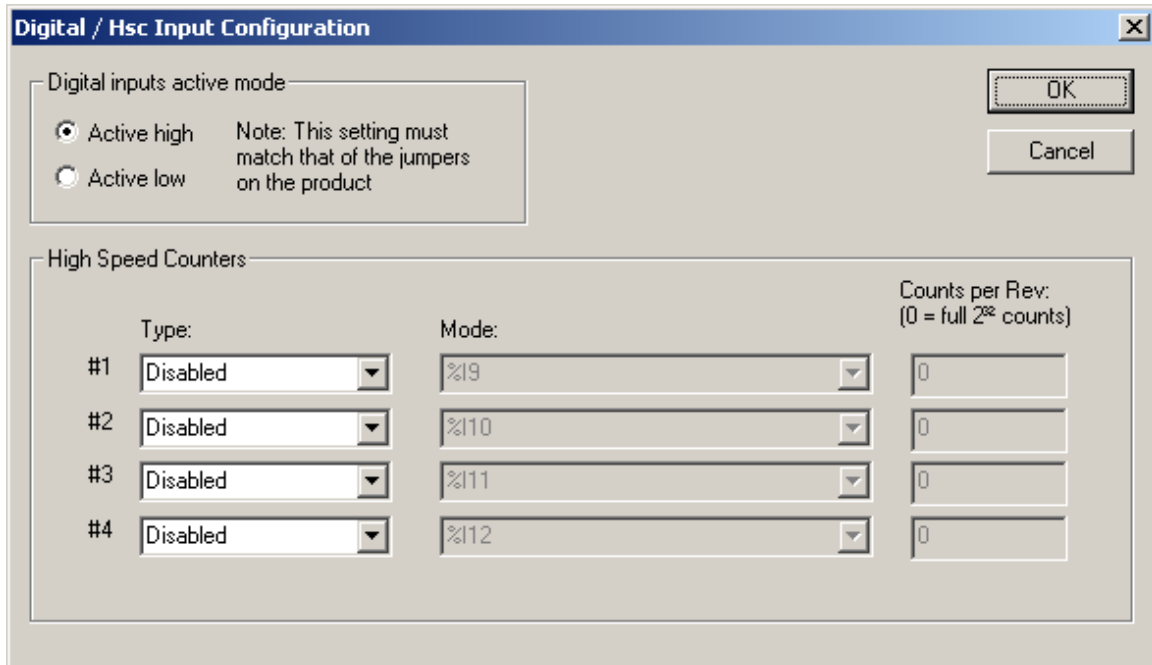 Digital / Hsc Input Configuration
Digital inputs active mode
Active high
Active low
Note: This setting must
match that of the jumpers
on the product
OK
Cancel
High Speed Counters
Type:
Mode:
Counts per Rev:
(0 = full 2³² counts)
#1 Disabled %I9 0
#2 Disabled %I10 0
#3 Disabled %I11 0
#4 Disabled %I12 0